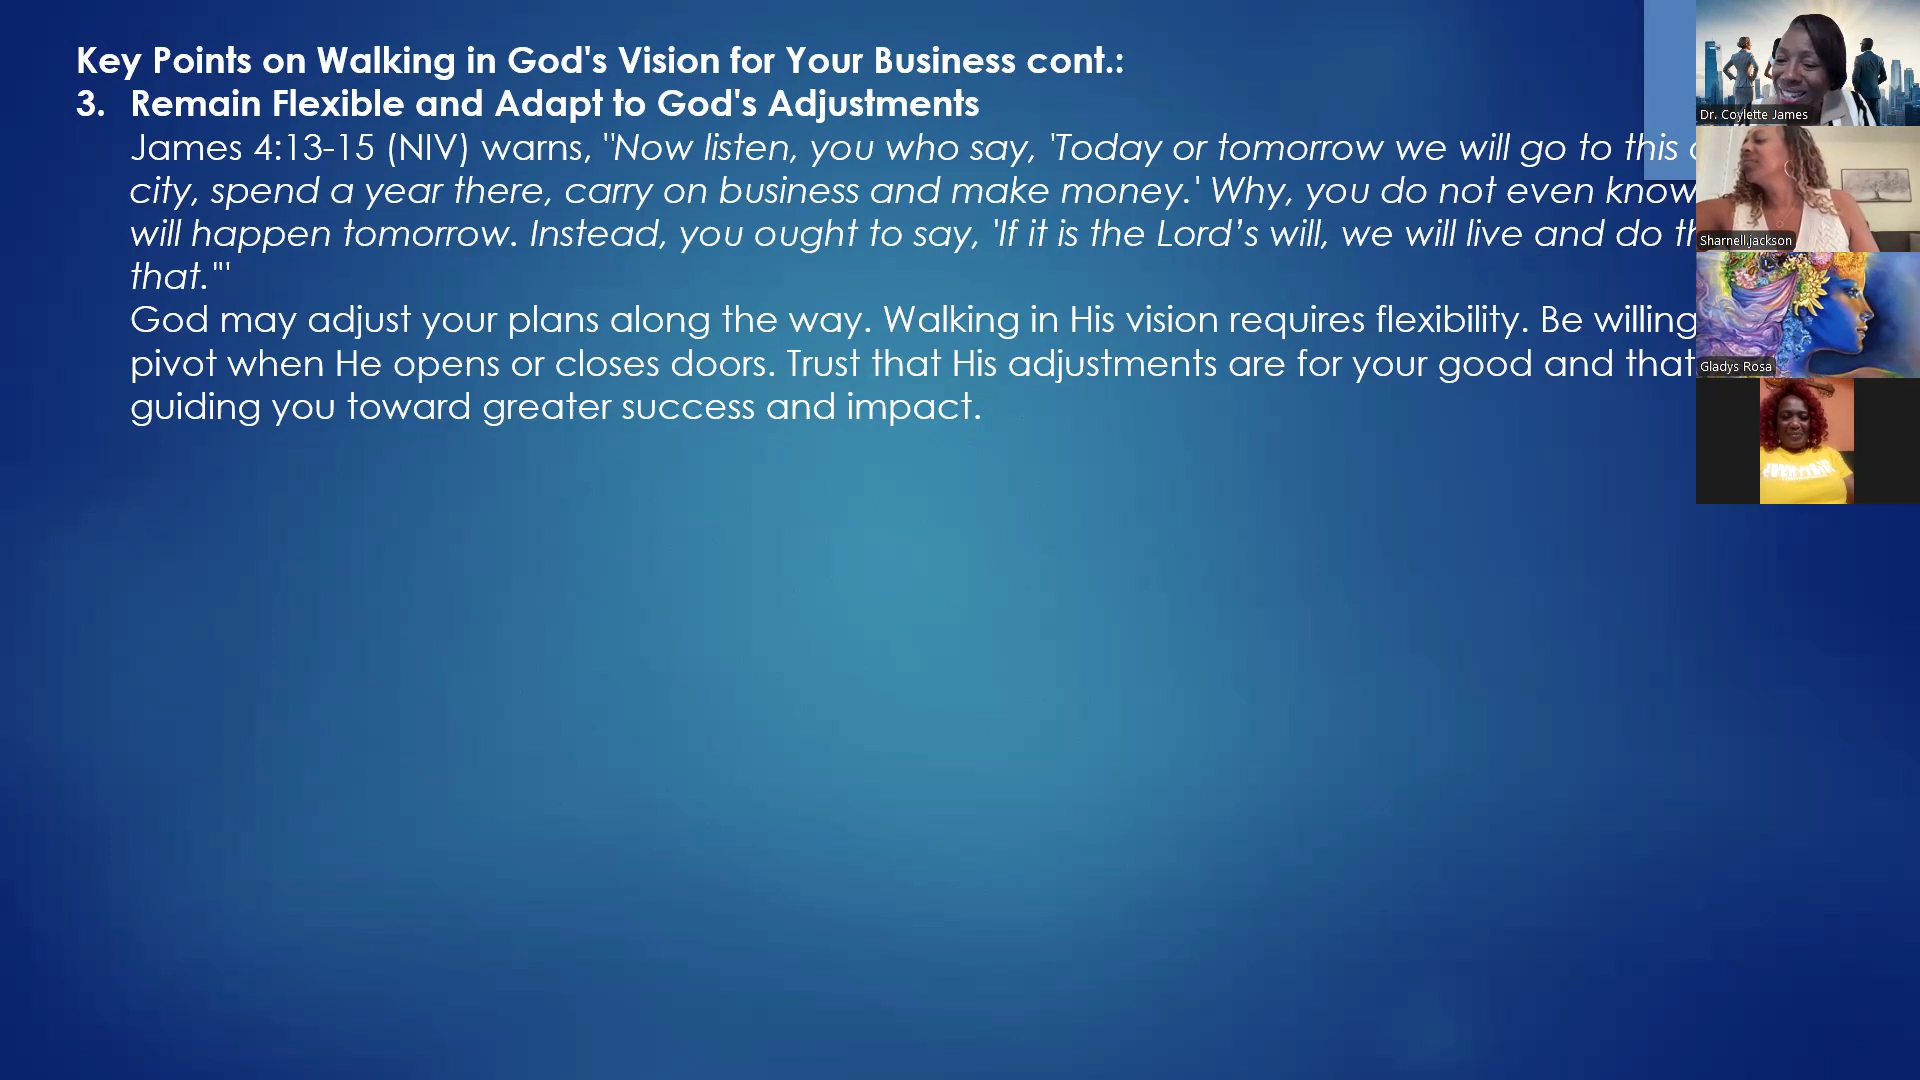 Key Points on Walking in God's Vision for Your Business cont.:
3. Remain Flexible and Adapt to God's Adjustments
James 4:13-15 (NIV) warns, "Now listen, you who say, 'Today or tomorrow we will go to this
city, spend a year there, carry on business and make money.' Why, you do not even know
will happen tomorrow. Instead, you ought to say, 'If it is the Lord’s will, we will live and do
that.'"
God may adjust your plans along the way. Walking in His vision requires flexibility. Be willing
pivot when He opens or closes doors. Trust that His adjustments are for your good and that
guiding you toward greater success and impact.
Dr. Coylette James
Sharnell.jackson
Gladys Rosa